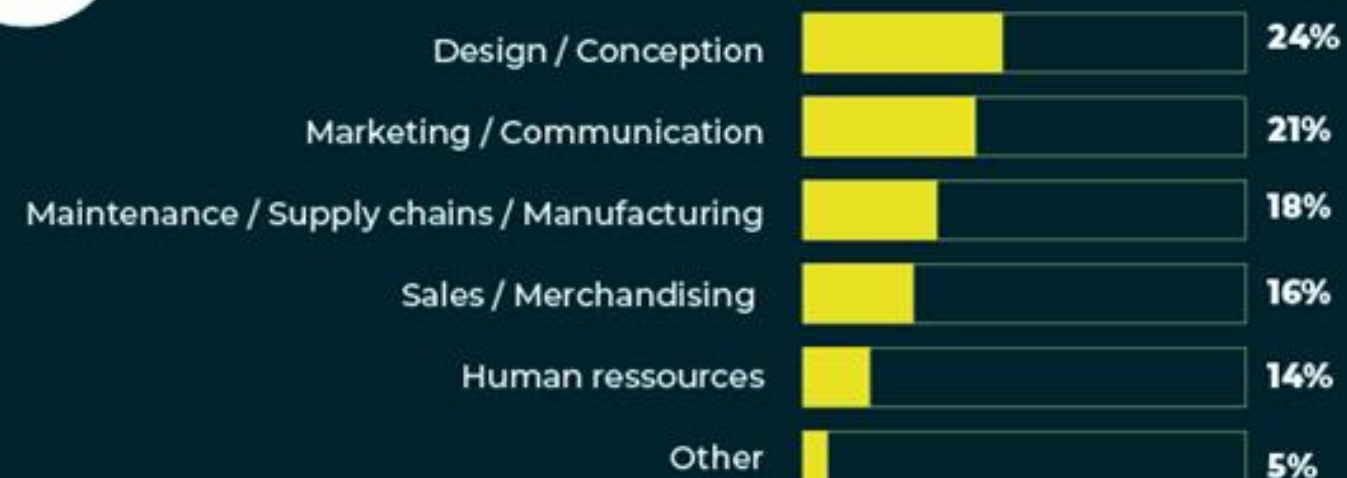 Design / Conception 24%
Marketing / Communication 21%
Maintenance / Supply chains / Manufacturing 18%
Sales / Merchandising 16%
Human ressources 14%
Other 5%